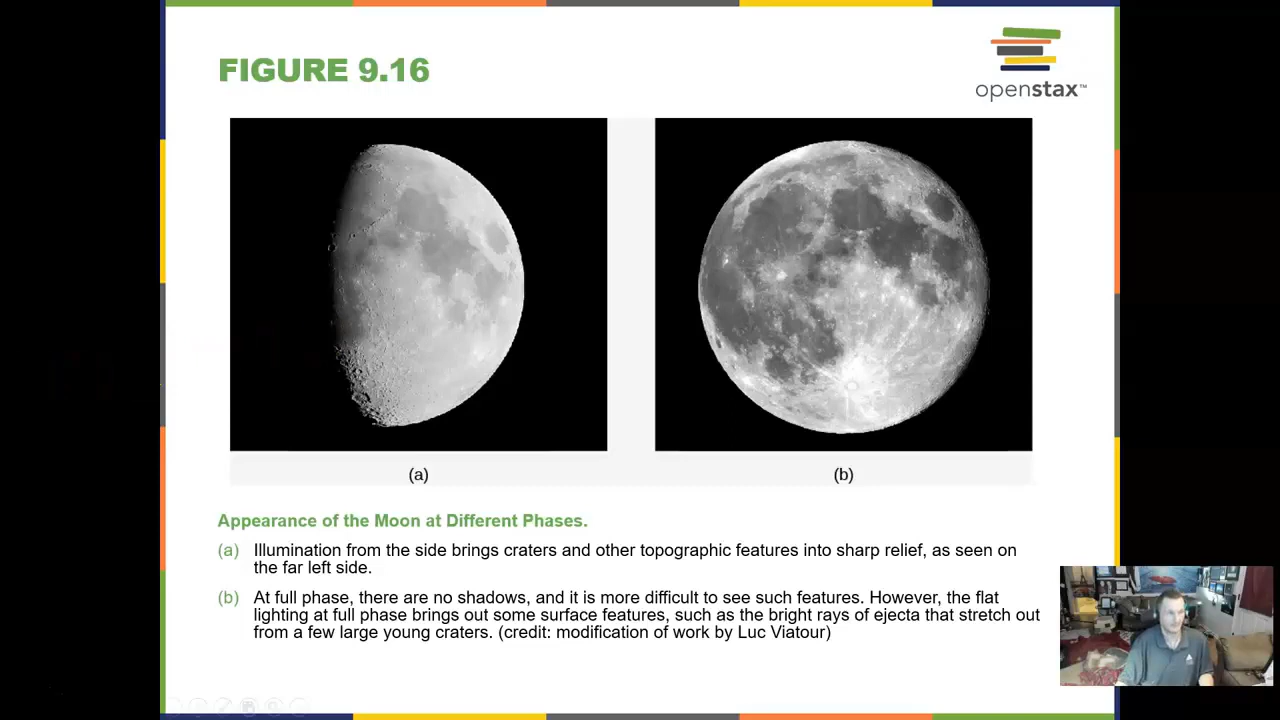 FIGURE 9.16
openstax™
(a)
(b)
Appearance of the Moon at Different Phases.
(a) Illumination from the side brings craters and other topographic features into sharp relief, as seen on
the far left side.
(b) At full phase, there are no shadows, and it is more difficult to see such features. However, the flat
lighting at full phase brings out some surface features, such as the bright rays of ejecta that stretch out
from a few large young craters. (credit: modification of work by Luc Viatour)